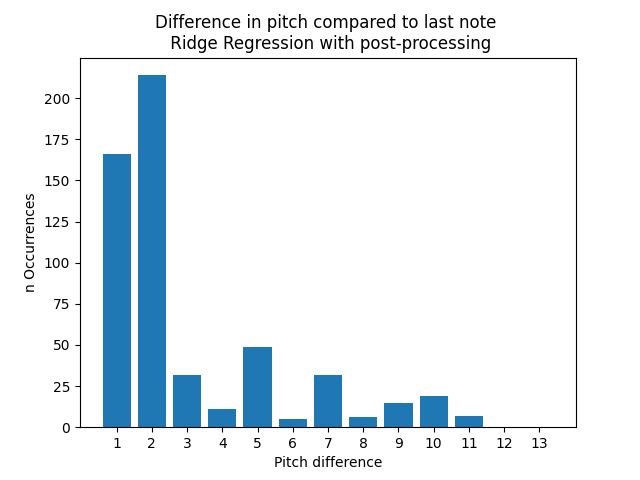 Difference in pitch compared to last note
Ridge Regression with post-processing
200
175
150
125
100
75
50
25
0
n Occurrences
1 2 3 4 5 6 7 8 9 10 11 12 13
Pitch difference